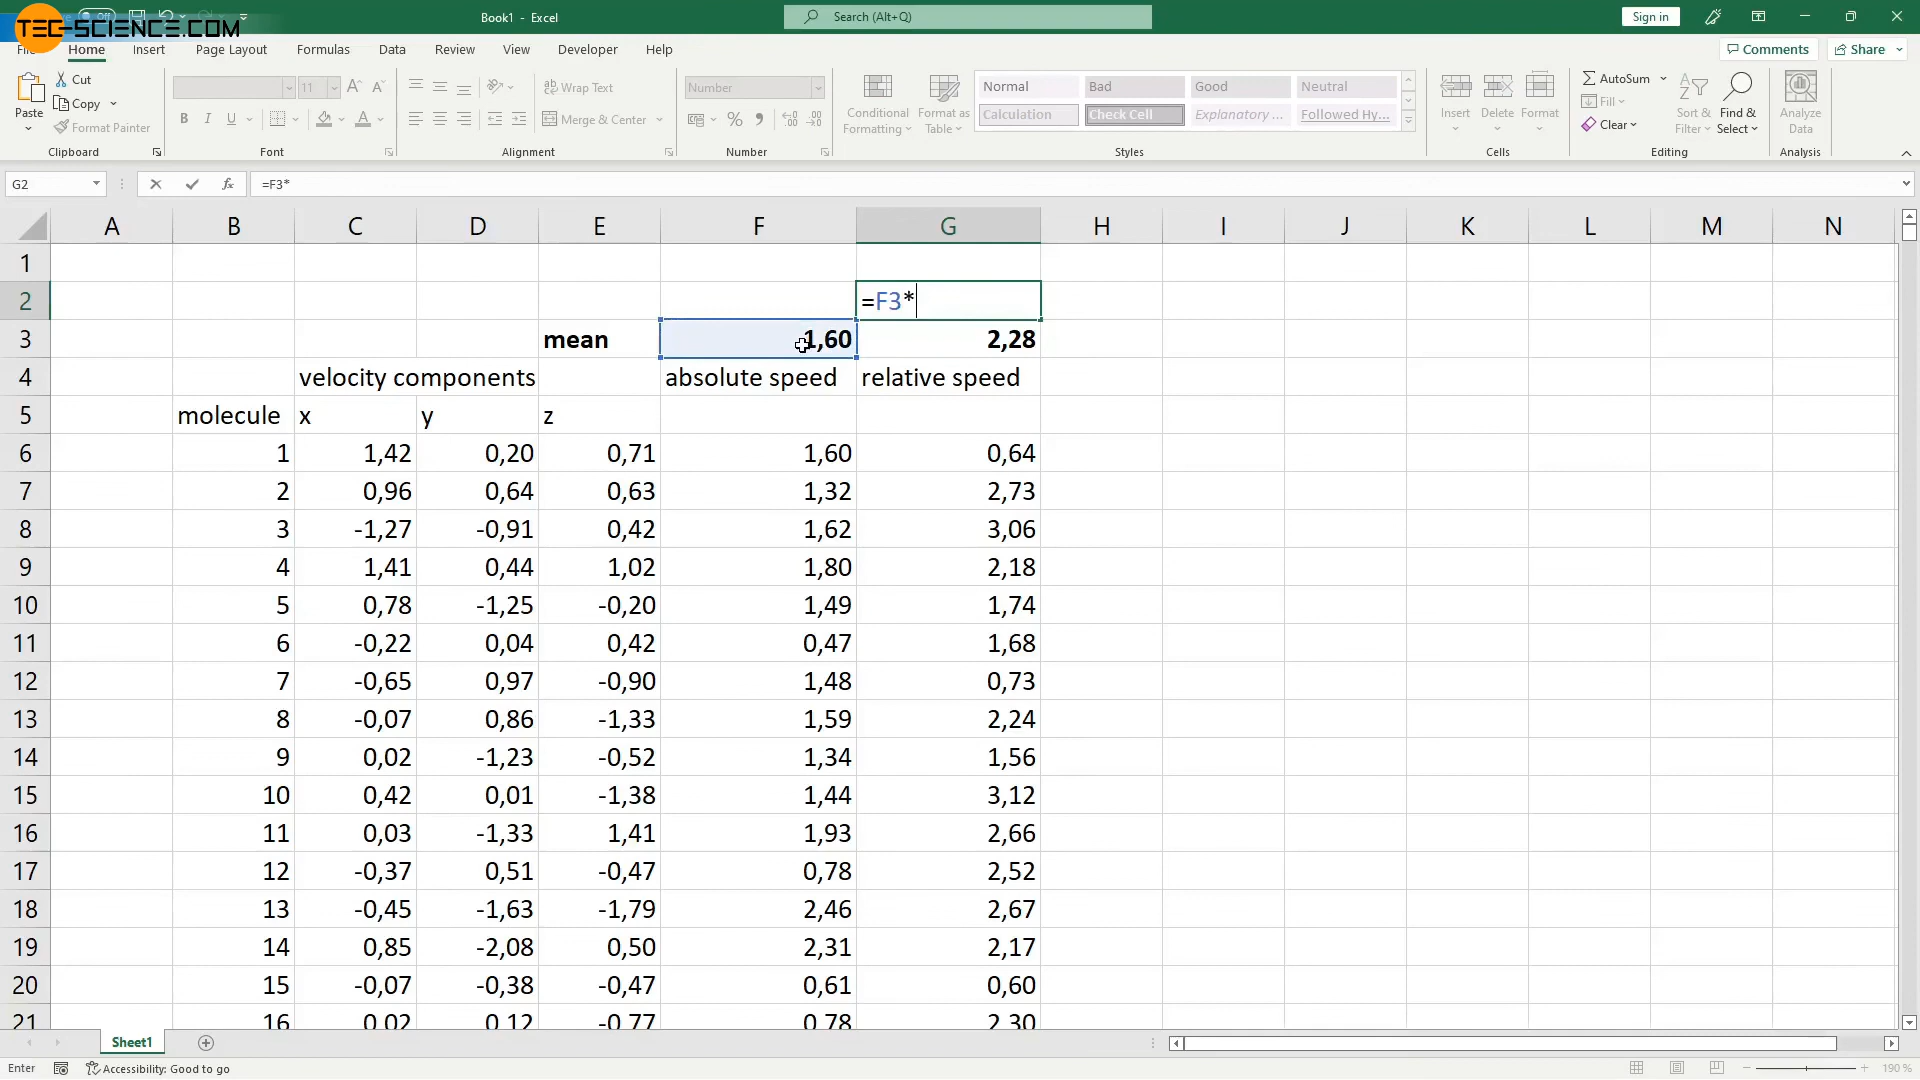 TEC-SCIENCE.COM
Book1 - Excel
Search (Alt+Q)
Sign in
Home Insert Page Layout Formulas Data Review View Developer Help
Comments Share
Paste
Cut
Copy
Format Painter
Clipboard
11
Font
Wrap Text
Merge & Center
Alignment
Number
Number
Conditional Formatting
Format as Table
Normal Bad Good Neutral
Calculation Check Cell Explanatory ... Followed Hy...
Styles
Insert Delete Format
Cells
AutoSum
Fill
Clear
Sort & Filter
Find & Select
Editing
Analyze Data
Analysis
G2 fx =F3*
A B C D E F G H I J K L M N
1
2 =F3*
3 mean 1,60 2,28
4 velocity components absolute speed relative speed
5 molecule x y z
6 1 1,42 0,20 0,71 1,60 0,64
7 2 0,96 0,64 0,63 1,32 2,73
8 3 -1,27 -0,91 0,42 1,62 3,06
9 4 1,41 0,44 1,02 1,80 2,18
10 5 0,78 -1,25 -0,20 1,49 1,74
11 6 -0,22 0,04 0,42 0,47 1,68
12 7 -0,65 0,97 -0,90 1,48 0,73
13 8 -0,07 0,86 -1,33 1,59 2,24
14 9 0,02 -1,23 -0,52 1,34 1,56
15 10 0,42 0,01 -1,38 1,44 3,12
16 11 0,03 -1,33 1,41 1,93 2,66
17 12 -0,37 0,51 -0,47 0,78 2,52
18 13 -0,45 -1,63 -1,79 2,46 2,67
19 14 0,85 -2,08 0,50 2,31 2,17
20 15 -0,07 -0,38 -0,47 0,61 0,60
21 16 0,02 0,12 -0,77 0,78 2,30
Sheet1
Enter Accessibility: Good to go 190 %